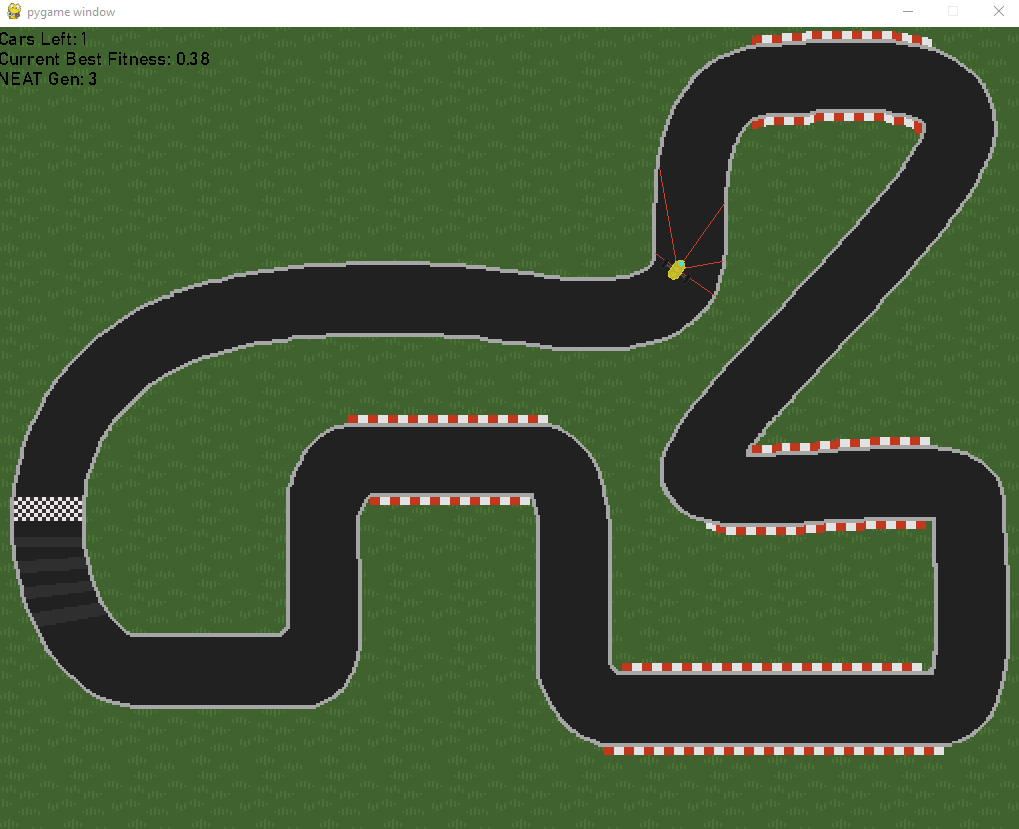 pygame window
Cars Left: 1
Current Best Fitness: 0.38
NEAT Gen: 3